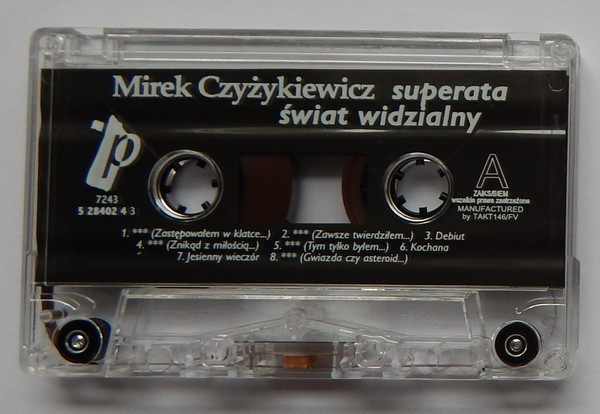 Mirek Czyżykiewicz superata
świat widzialny
p
7243
5 28402 4 3
A
ZAIKS/BIEM
wszelkie prawa zastrzeżone
MANUFACTURED
by TAKT146/FV
1. *** (Zastępowałem w klatce...) 2. *** (Zawsze twierdziłem...) 3. Debiut
4. *** (Znikąd z miłością...) 5. *** (Tym tylko byłem...) 6. Kochana
7. Jesienny wieczór 8. *** (Gwiazda czy asteroid...)